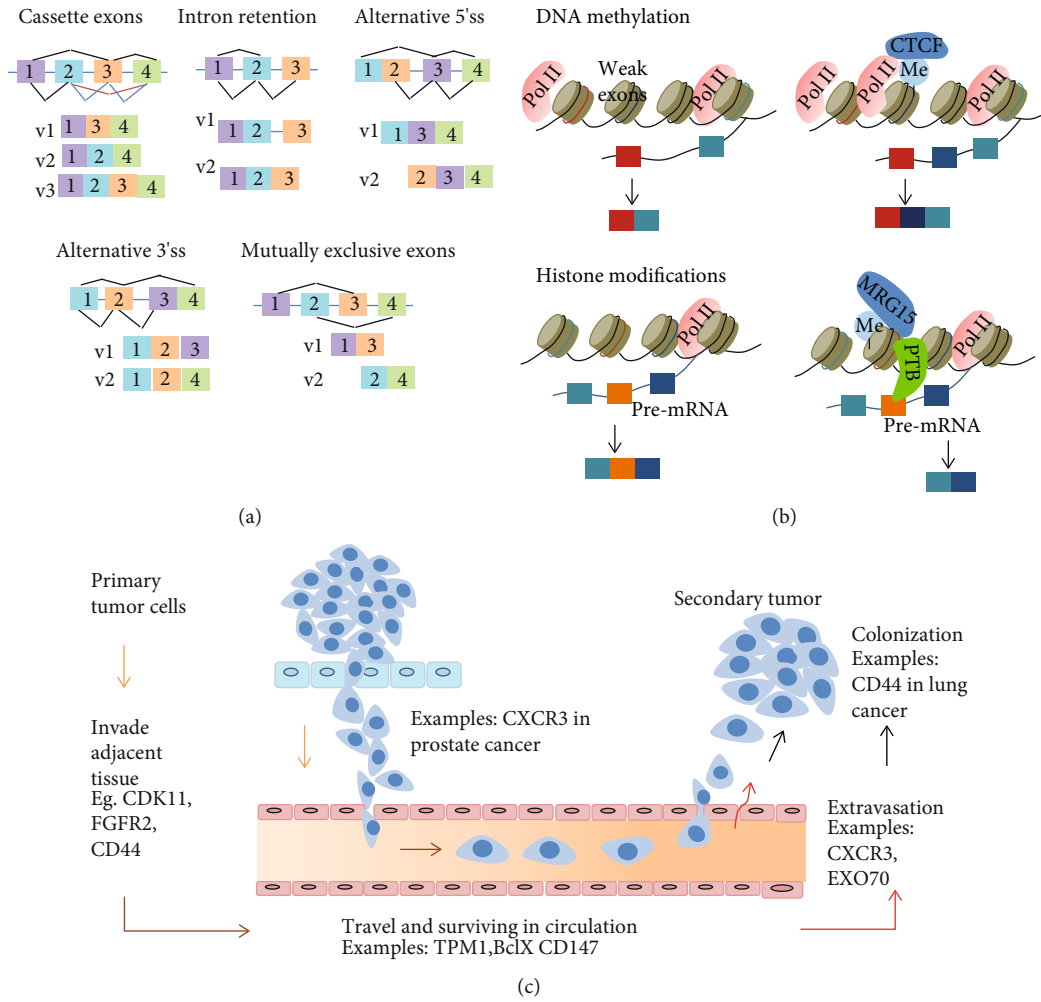 Cassette exons
1 2 3 4
v1 1 3 4
v2 1 2 4
v3 1 2 3 4
Intron retention
1 2 3
v1 1 2 3
v2 1 2 3
Alternative 5'ss
1 2 3 4
v1 1 3 4
v2 2 3 4
Alternative 3'ss
1 2 3 4
v1 1 2 3
v2 1 2 4
Mutually exclusive exons
1 2 3 4
v1 1 3
v2 2 4
(a)
DNA methylation
Pol II
Weak
exons
Pol II
Pol II
Pol II
CTCF
Me
Pol II
Histone modifications
Pol II
Pre-mRNA
MRG15
Me
PTB
Pol II
Pre-mRNA
(b)
Primary
tumor cells
Invade
adjacent
tissue
Eg. CDK11,
FGFR2,
CD44
Examples: CXCR3 in
prostate cancer
Secondary tumor
Colonization
Examples:
CD44 in lung
cancer
Extravasation
Examples:
CXCR3,
EXO70
Travel and surviving in circulation
Examples: TPM1,BclX CD147
(c)